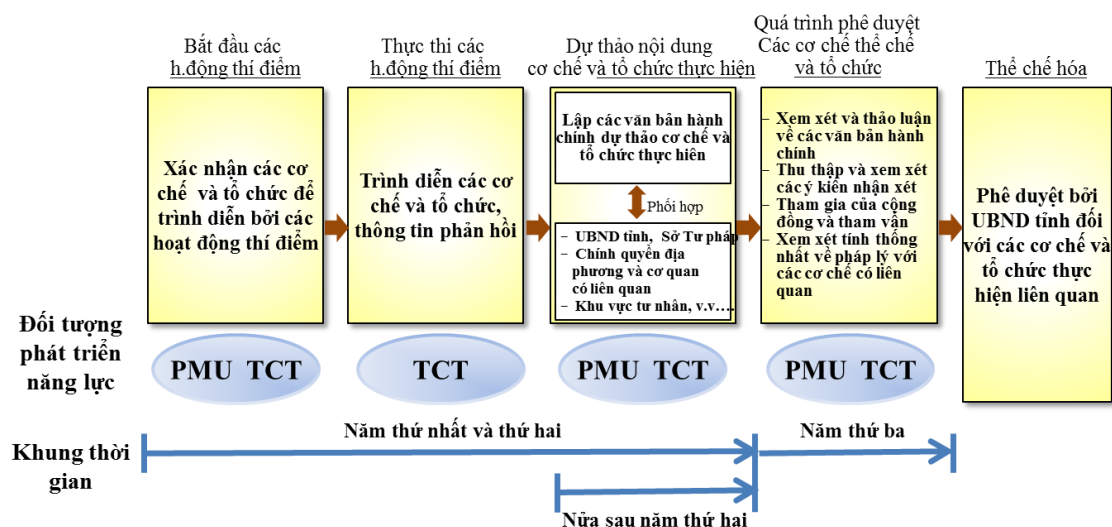 Bắt đầu các
h.động thí điểm
Thực thi các
h.động thí điểm
Dự thảo nội dung
cơ chế và tổ chức thực hiện
Quá trình phê duyệt
Các cơ chế thể chế
và tổ chức
Thể chế hóa
Xác nhận các cơ
chế và tổ chức để
trình diễn bởi các
hoạt động thí điểm
Trình diễn các cơ
chế và tổ chức,
thông tin phản hồi
Lập các văn bản hành
chính dự thảo cơ chế và
tổ chức thực hiên
Phối hợp
– UBND tỉnh, Sở Tư pháp
– Chính quyền địa
phương và cơ quan
có liên quan
– Khu vực tư nhân, v.v….
– Xem xét và thảo luận
về các văn bản hành
chính
– Thu thập và xem xét
các ý kiến nhận xét
– Tham gia của cộng
đồng và tham vấn
– Xem xét tính thống
nhất về pháp lý với
các cơ chế có liên
quan
Phê duyệt bởi
UBND tỉnh đối
với các cơ chế và
tổ chức thực
hiện liên quan
Đối tượng
phát triển
năng lực
PMU TCT
TCT
PMU TCT
PMU TCT
Khung thời
gian
Năm thứ nhất và thứ hai
Năm thứ ba
Nửa sau năm thứ hai